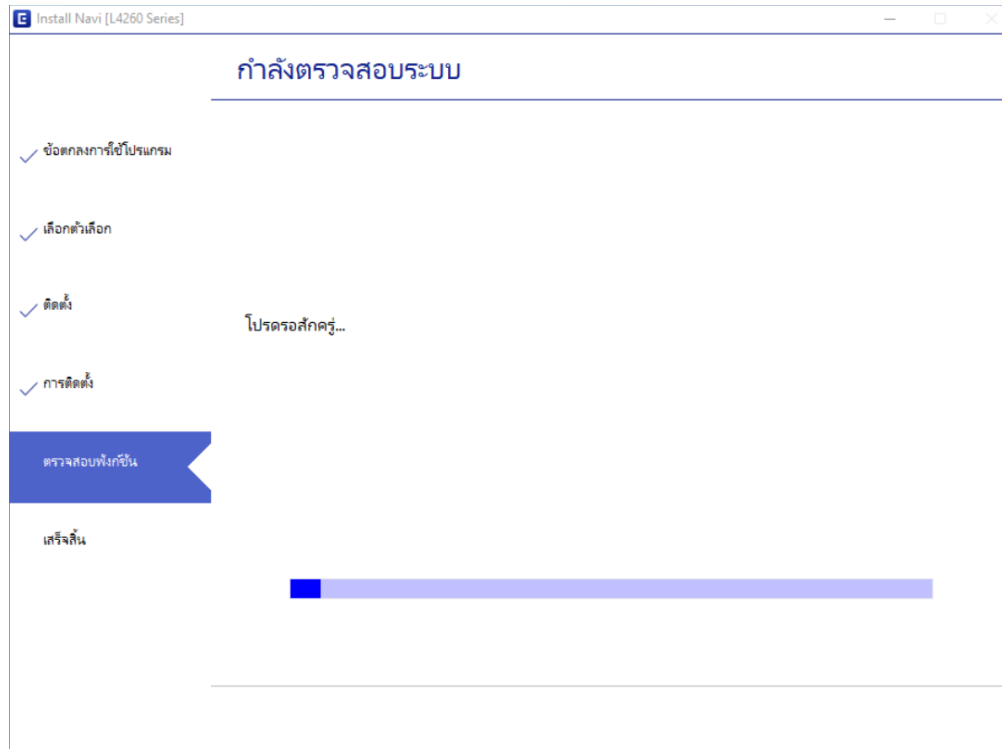 Install Navi [L4260 Series]
กำลังตรวจสอบระบบ
ข้อตกลงการใช้โปรแกรม
เลือกตัวเลือก
ติดตั้ง
โปรดรอสักครู่...
การติดตั้ง
ตรวจสอบฟังก์ชัน
เสร็จสิ้น